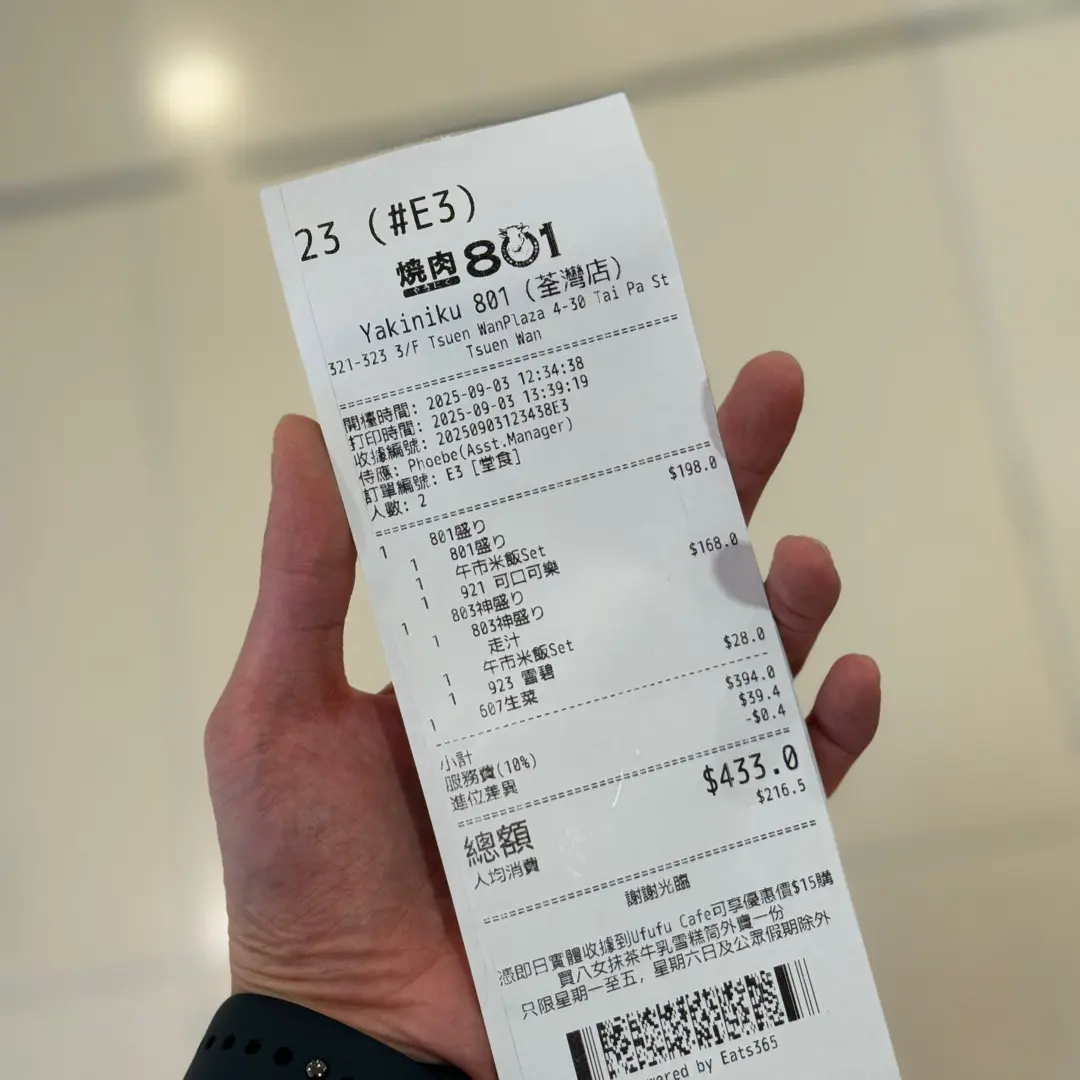 23 (#E3)
焼肉801
やきにく
Yakiniku 801 (荃灣店)
321-323 3/F Tsuen WanPlaza 4-30 Tai Pa St
Tsuen Wan
開檯時間: 2025-09-03 12:34:38
打印時間: 2025-09-03 13:39:19
收據編號: 20250903123438E3
侍應: Phoebe(Asst.Manager)
訂單編號: E3 [堂食]
人數: 2
1 801盛り $198.0
1 801盛り
1 午市米飯Set
1 921 可口可樂
1 803神盛り $168.0
1 803神盛り
走汁
1 午市米飯Set
1 923 雪碧
1 607生菜 $28.0
小計 $394.0
服務費(10%) $39.4
進位差異 -$0.4
總額 $433.0
人均消費 $216.5
謝謝光臨
憑即日實體收據到Ufufu Cafe可享優惠價$15購
買八女抹茶牛乳雪糕筒外賣一份
只限星期一至五, 星期六日及公眾假期除外
ered by Eats365